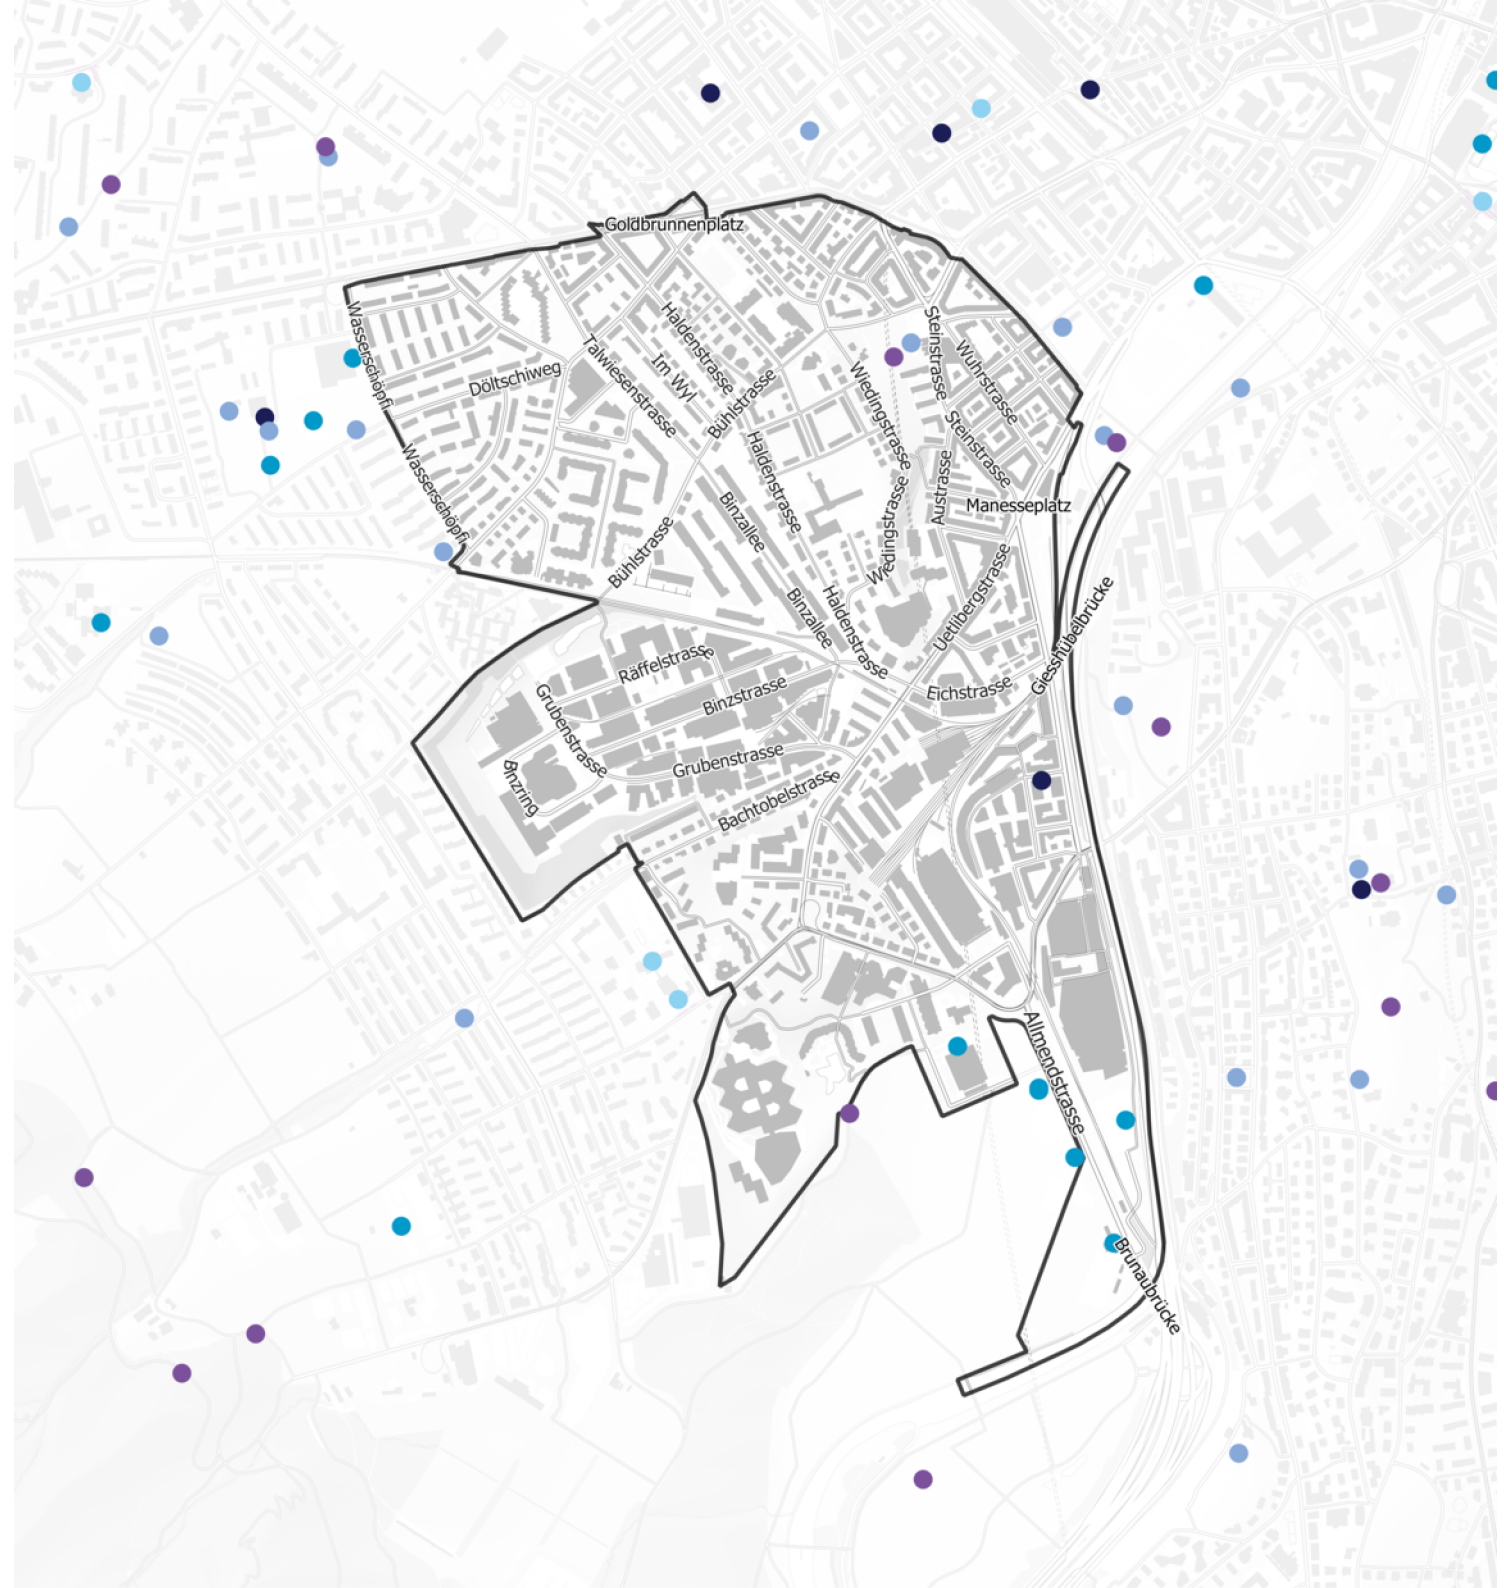 Goldbrunnenplatz
Wasserschöpfi
Haldenstrasse
Steinstrasse
Talwiesenstrasse
Im Wyl
Wuhrstrasse
Döltschiweg
Bühlstrasse
Wiedingstrasse
Steinstrasse
Haldenstrasse
Wasserschöpfi
Austrasse
Manesseplatz
Binzallee
Wiedingstrasse
Bühlstrasse
Uetlibergstrasse
Binzallee
Haldenstrasse
Giesshübelbrücke
Räffelstrasse
Eichstrasse
Binzstrasse
Grubenstrasse
Grubenstrasse
Binzring
Bachtobelstrasse
Allmendstrasse
Brunaubrücke